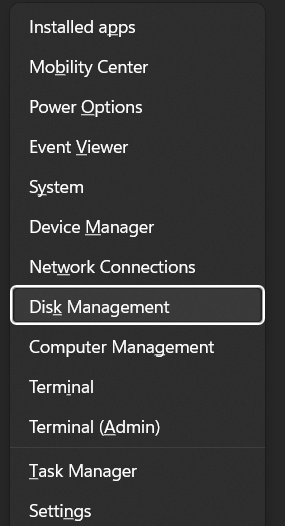 Installed apps
Mobility Center
Power Options
Event Viewer
System
Device Manager
Network Connections
Disk Management
Computer Management
Terminal
Terminal (Admin)
Task Manager
Settings